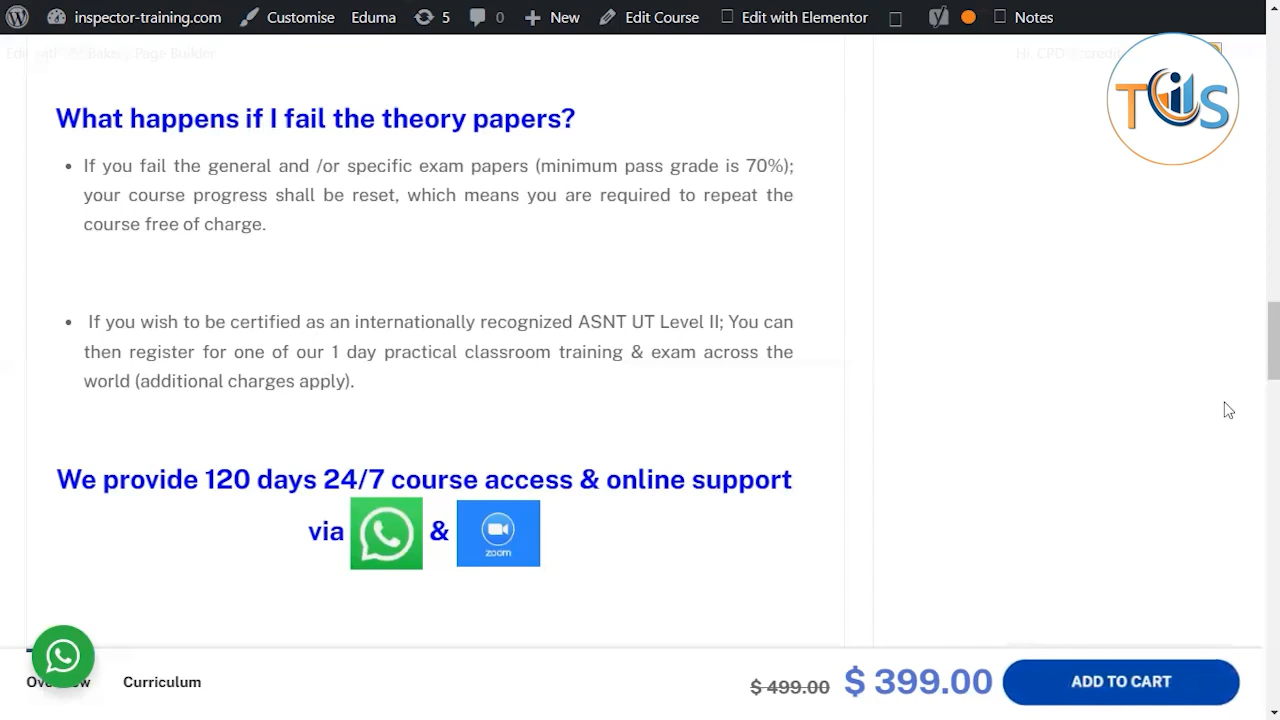 inspector-training.com Customise Eduma 5 0 New Edit Course Edit with Elementor Notes
Page Builder
Hi, CPD
TIS
What happens if I fail the theory papers?
• If you fail the general and /or specific exam papers (minimum pass grade is 70%);
your course progress shall be reset, which means you are required to repeat the
course free of charge.
• If you wish to be certified as an internationally recognized ASNT UT Level II; You can
then register for one of our 1 day practical classroom training & exam across the
world (additional charges apply).
We provide 120 days 24/7 course access & online support
via & zoom
Curriculum
$ 499.00 $ 399.00 ADD TO CART